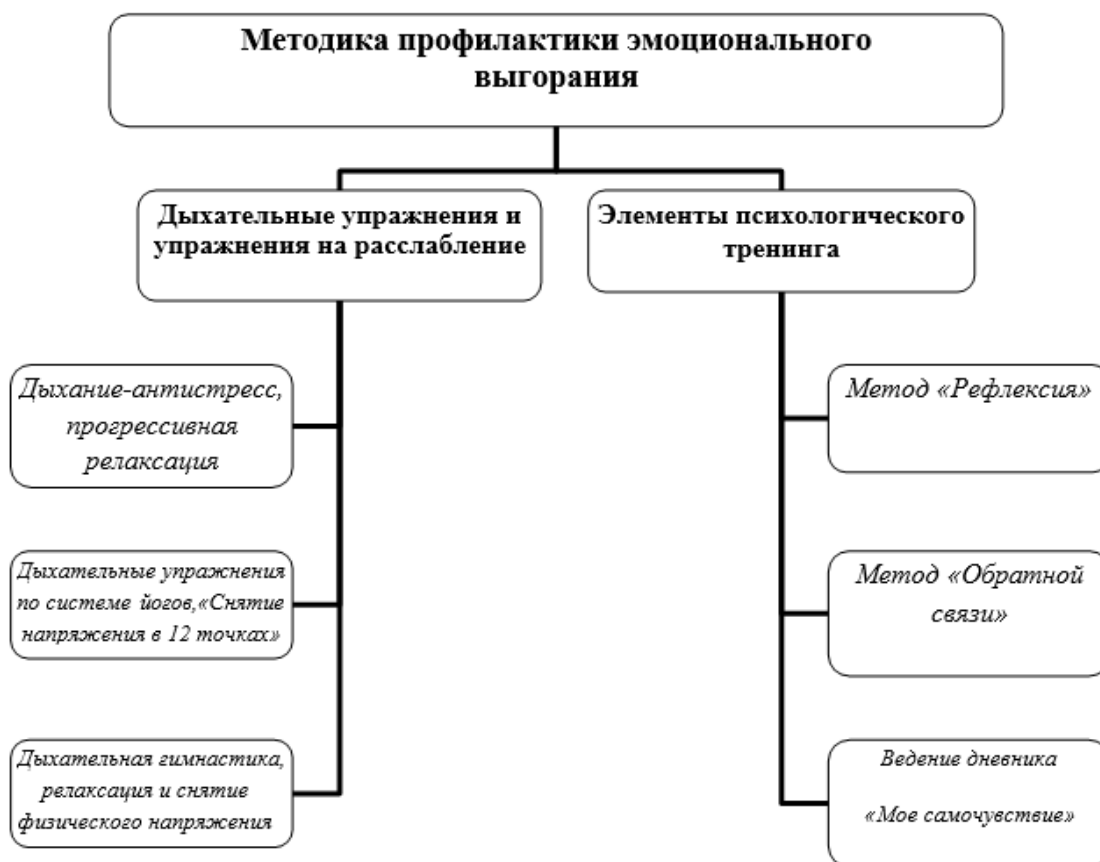 Методика профилактики эмоционального
выгорания
Дыхательные упражнения и
упражнения на расслабление
Элементы психологического
тренинга
Дыхание-антистресс,
прогрессивная
релаксация
Дыхательные упражнения
по системе йогов,«Снятие
напряжения в 12 точках»
Дыхательная гимнастика,
релаксация и снятие
физического напряжения
Метод «Рефлексия»
Метод «Обратной
связи»
Ведение дневника
«Мое самочувствие»